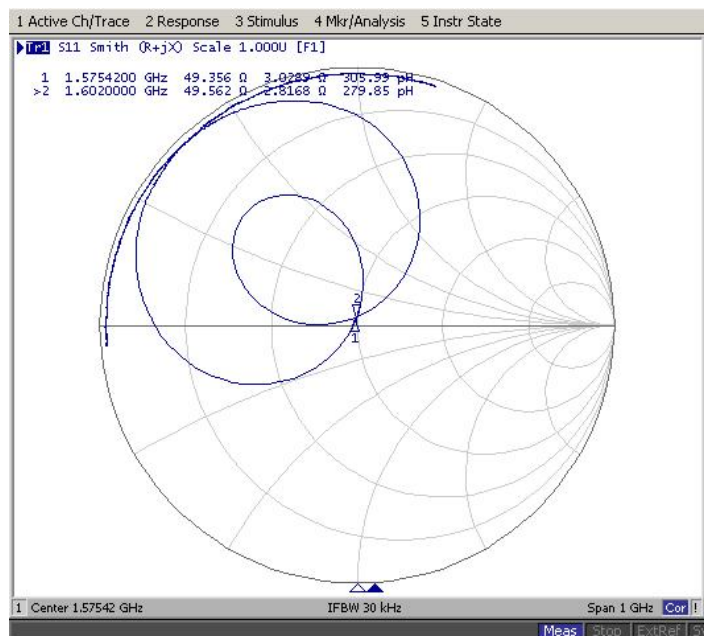 1 Active Ch/Trace 2 Response 3 Stimulus 4 Mkr/Analysis 5 Instr State
Tr1 S11 Smith (R+jX) Scale 1.000U [F1]
1 1.5754200 GHz 49.356 Ω 3.0289 Ω 305.99 pH
>2 1.6020000 GHz 49.562 Ω 2.8168 Ω 279.85 pH
2
1
1 Center 1.57542 GHz IFBW 30 kHz Span 1 GHz Cor !
Meas Stop ExtRef